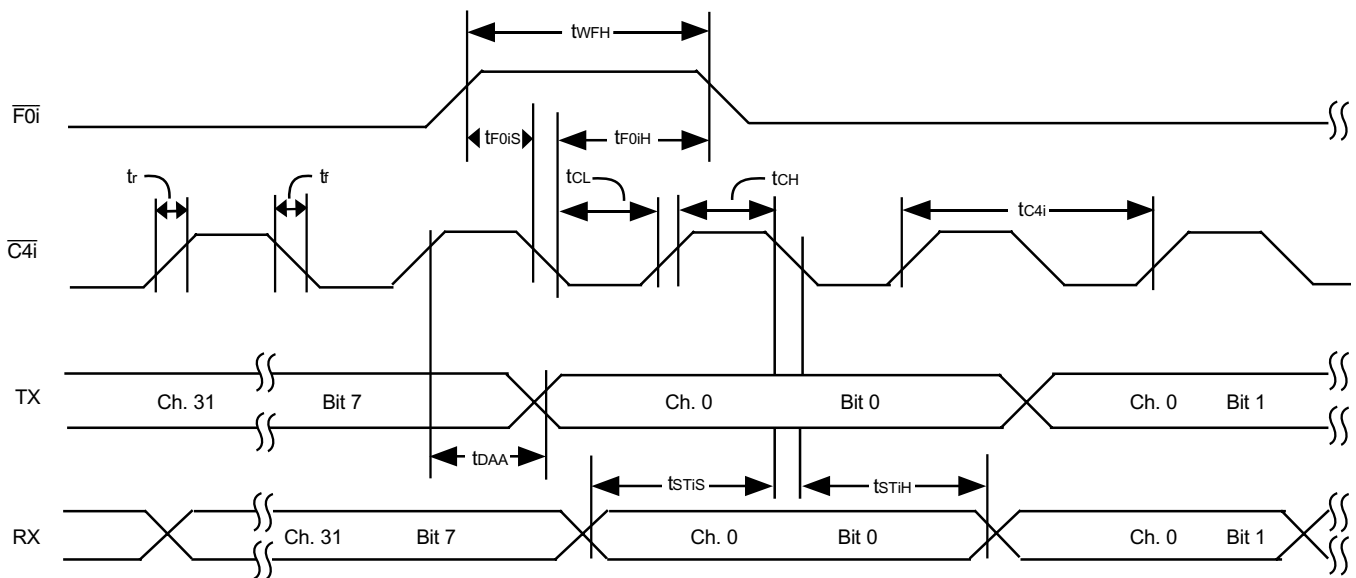 tWFH
F0i
tF0iS
tF0iH
tr
tf
tCL
tCH
tC4i
C4i
TX
Ch. 31 Bit 7
Ch. 0 Bit 0
Ch. 0 Bit 1
tDAA
tSTiS
tSTiH
RX
Ch. 31 Bit 7
Ch. 0 Bit 0
Ch. 0 Bit 1